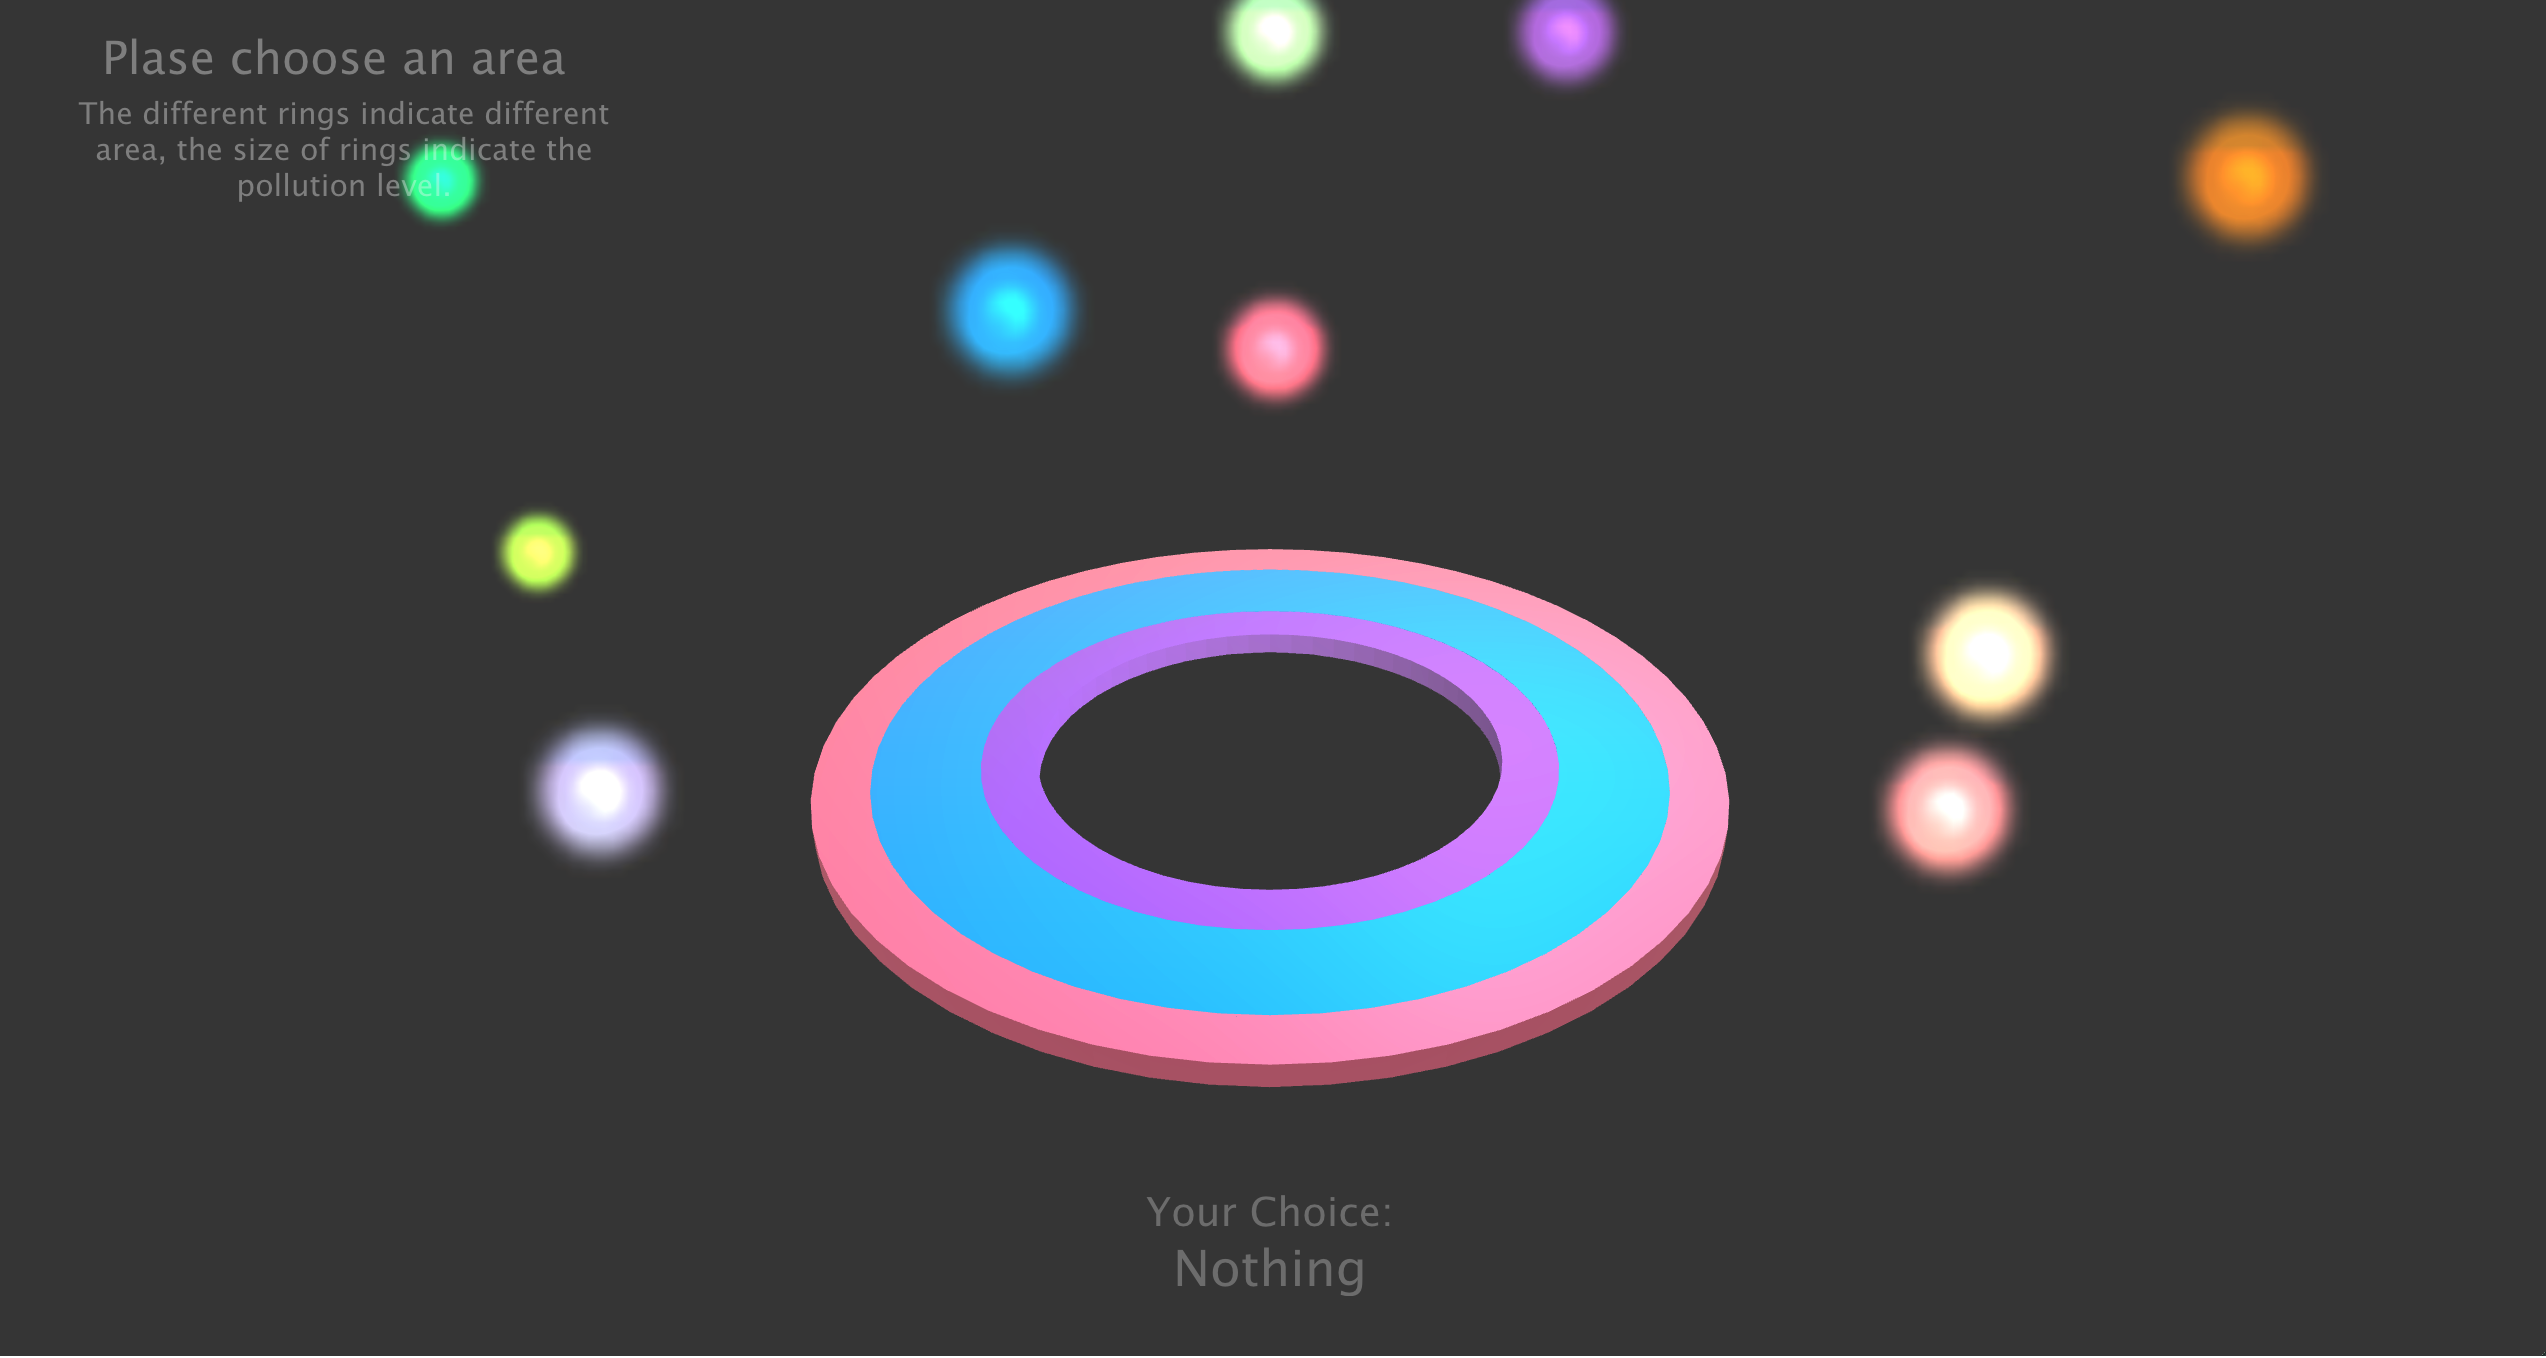 Plase choose an area
The different rings indicate different
area, the size of rings indicate the
pollution level.
Your Choice:
Nothing